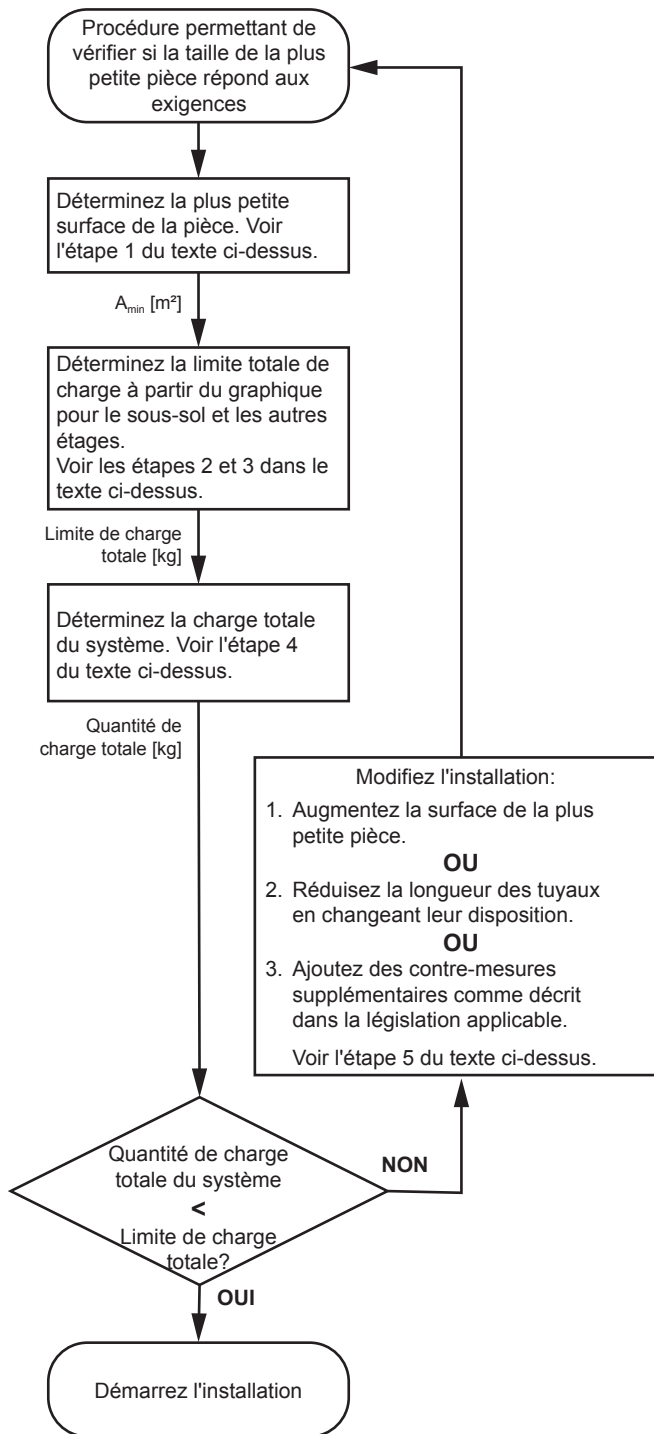 Procédure permettant de
vérifier si la taille de la plus
petite pièce répond aux
exigences
Déterminez la plus petite
surface de la pièce. Voir
l'étape 1 du texte ci-dessus.
Amin [m²]
Déterminez la limite totale de
charge à partir du graphique
pour le sous-sol et les autres
étages.
Voir les étapes 2 et 3 dans le
texte ci-dessus.
Limite de charge
totale [kg]
Déterminez la charge totale
du système. Voir l'étape 4
du texte ci-dessus.
Quantité de
charge totale [kg]
Modifiez l'installation:
1. Augmentez la surface de la plus
petite pièce.
OU
2. Réduisez la longueur des tuyaux
en changeant leur disposition.
OU
3. Ajoutez des contre-mesures
supplémentaires comme décrit
dans la législation applicable.
Voir l'étape 5 du texte ci-dessus.
Quantité de charge
totale du système
<
Limite de charge
totale?
NON
OUI
Démarrez l'installation